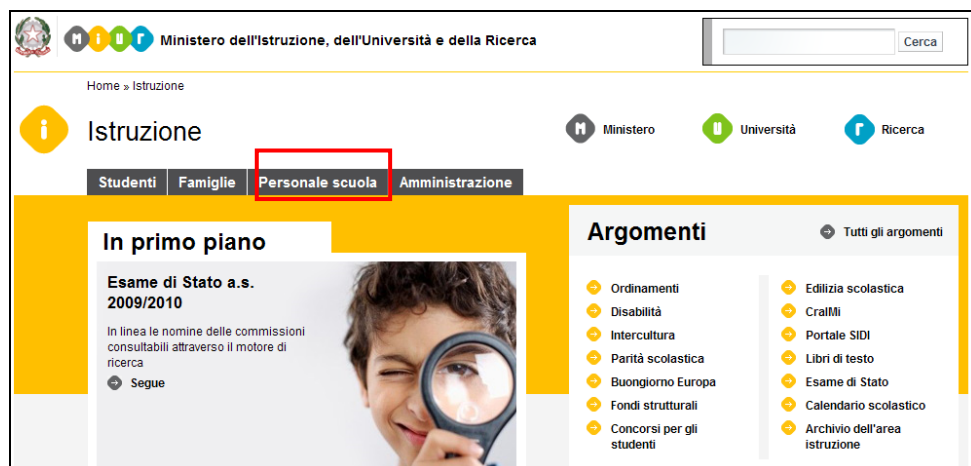 M i U r Ministero dell'Istruzione, dell'Università e della Ricerca
Cerca
Home » Istruzione
i Istruzione
M Ministero
U Università
r Ricerca
Studenti Famiglie Personale scuola Amministrazione
In primo piano
Esame di Stato a.s.
2009/2010
In linea le nomine delle commissioni
consultabili attraverso il motore di
ricerca
Segue
Argomenti
Tutti gli argomenti
Ordinamenti
Disabilità
Intercultura
Parità scolastica
Buongiorno Europa
Fondi strutturali
Concorsi per gli
studenti
Edilizia scolastica
CralMi
Portale SIDI
Libri di testo
Esame di Stato
Calendario scolastico
Archivio dell'area
istruzione